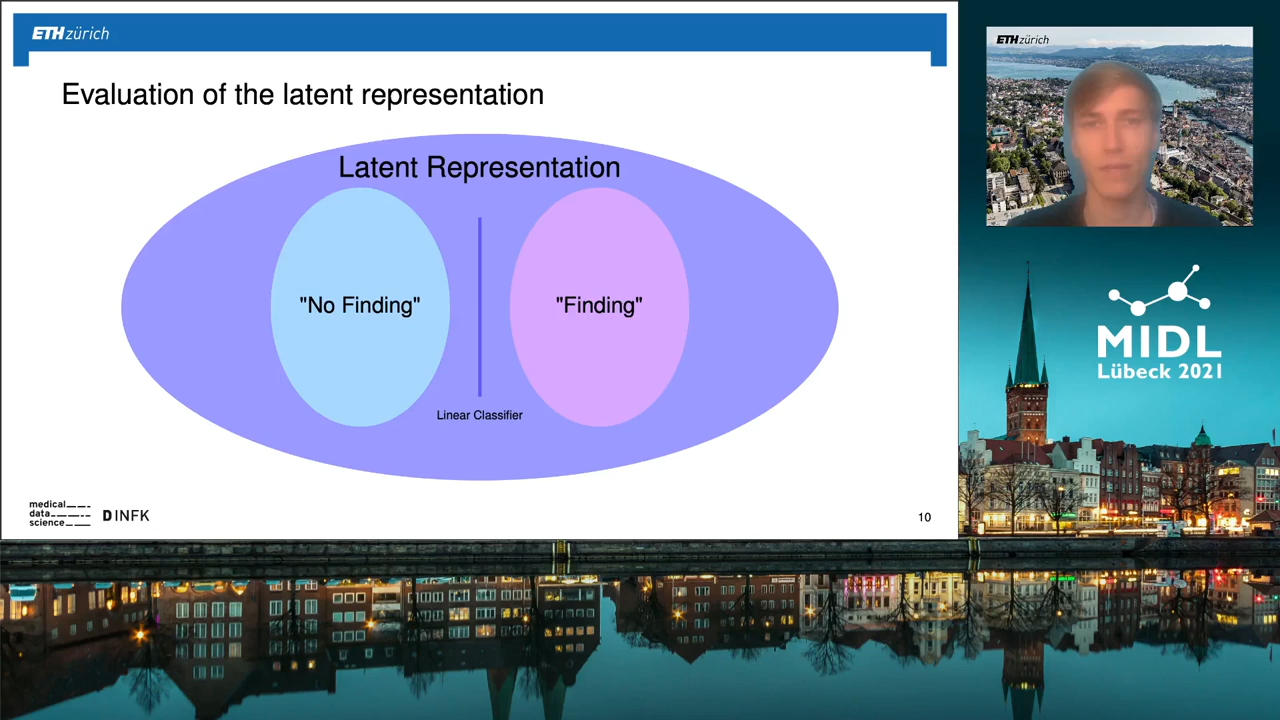 ETH zürich
Evaluation of the latent representation
Latent Representation
"No Finding"
"Finding"
Linear Classifier
medical
data
science
D INFK
10
ETH zürich
MIDL
Lübeck 2021